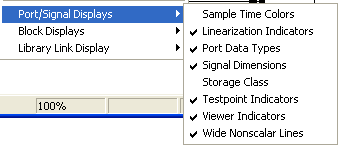 Port/Signal Displays
Block Displays
Library Link Display
Sample Time Colors
Linearization Indicators
Port Data Types
Signal Dimensions
Storage Class
Testpoint Indicators
Viewer Indicators
Wide Nonscalar Lines
100%